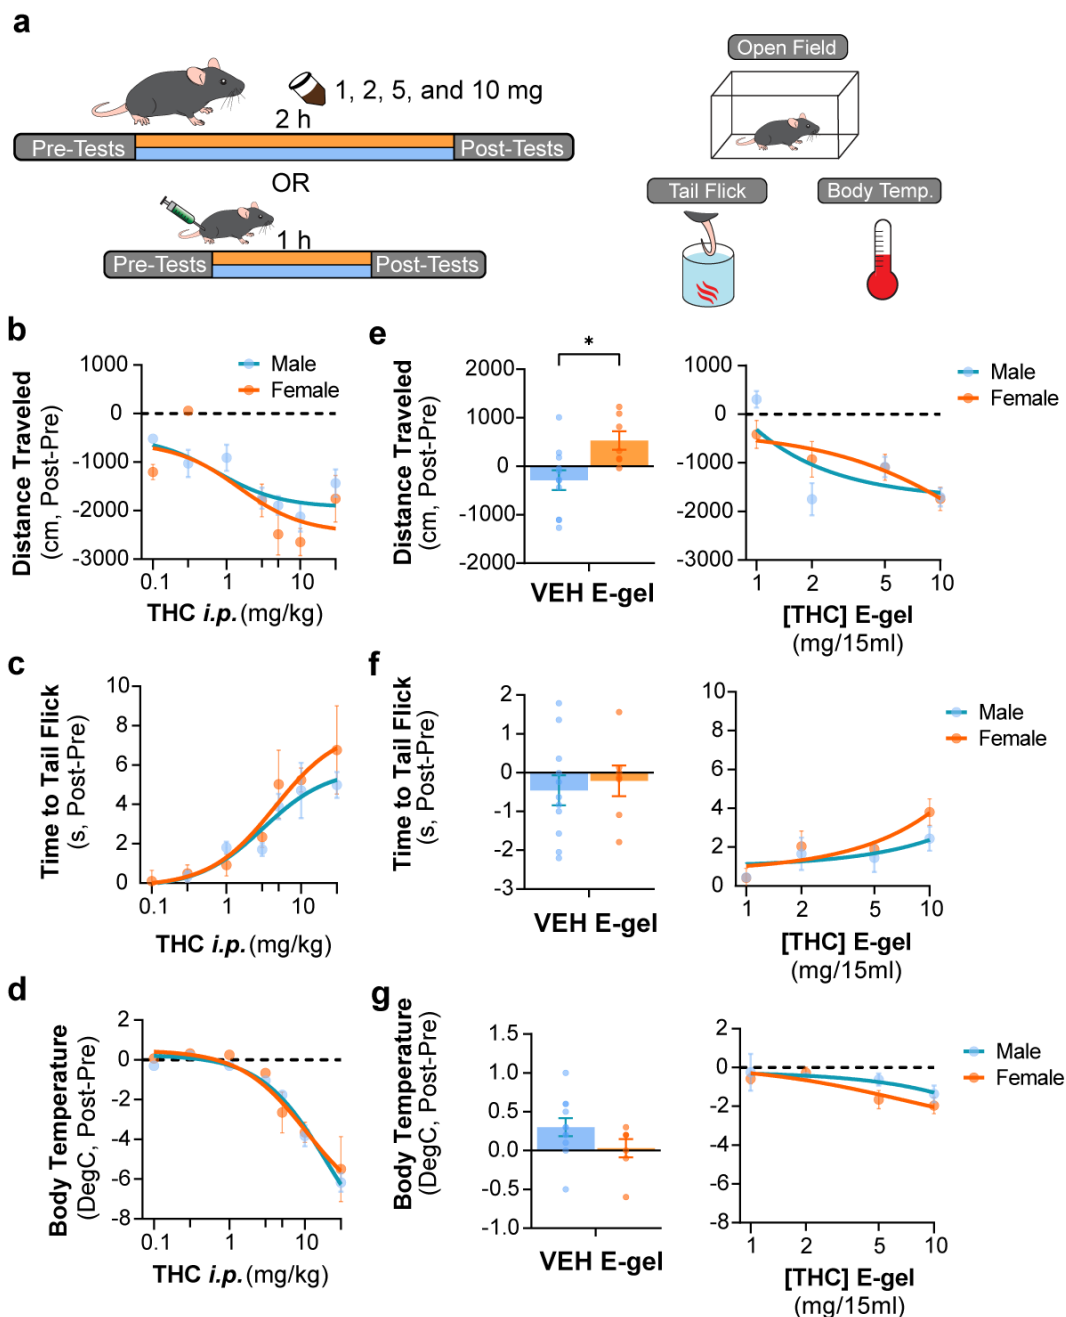 a
1, 2, 5, and 10 mg
2 h
Pre-Tests
Post-Tests
OR
1 h
Pre-Tests
Post-Tests
Open Field
Tail Flick
Body Temp.
b
Distance Traveled
(cm, Post-Pre)
1000
0
-1000
-2000
-3000
Male
Female
0.1
1
10
THC i.p. (mg/kg)
e
Distance Traveled
(cm, Post-Pre)
2000
1000
0
-1000
-2000
*
VEH E-gel
1000
0
-1000
-2000
-3000
Male
Female
1
2
5
10
[THC] E-gel
(mg/15ml)
c
Time to Tail Flick
(s, Post-Pre)
10
8
6
4
2
0
0.1
1
10
THC i.p. (mg/kg)
f
Time to Tail Flick
(s, Post-Pre)
2
1
0
-1
-2
-3
VEH E-gel
10
8
6
4
2
0
Male
Female
1
2
5
10
[THC] E-gel
(mg/15ml)
d
Body Temperature
(DegC, Post-Pre)
2
0
-2
-4
-6
-8
0.1
1
10
THC i.p. (mg/kg)
g
Body Temperature
(DegC, Post-Pre)
1.5
1.0
0.5
0.0
-0.5
-1.0
VEH E-gel
2
0
-2
-4
-6
-8
Male
Female
1
2
5
10
[THC] E-gel
(mg/15ml)